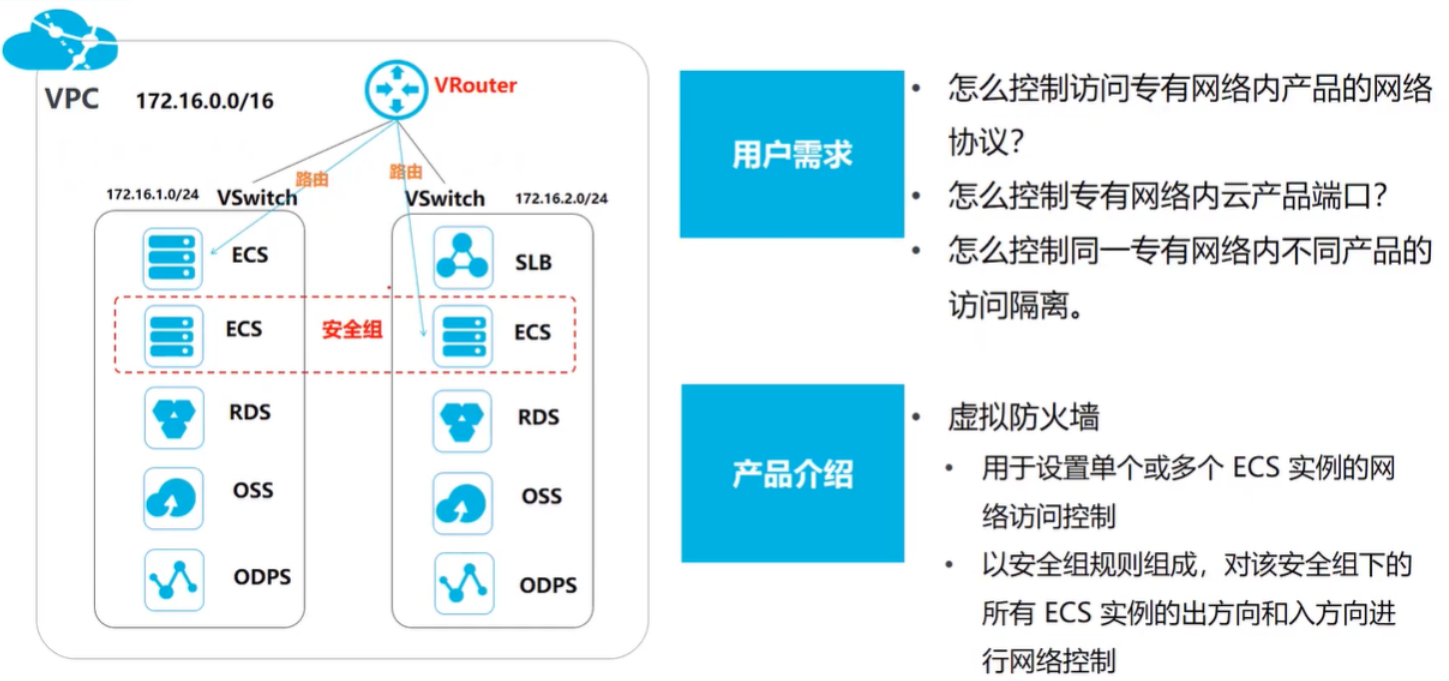 VPC
172.16.0.0/16
VRouter
路由
路由
172.16.1.0/24
VSwitch
VSwitch
172.16.2.0/24
ECS
SLB
ECS
安全组
ECS
RDS
RDS
OSS
OSS
ODPS
ODPS
用户需求
• 怎么控制访问专有网络内产品的网络
协议?
• 怎么控制专有网络内云产品端口?
• 怎么控制同一专有网络内不同产品的
访问隔离。
产品介绍
• 虚拟防火墙
• 用于设置单个或多个 ECS 实例的网
络访问控制
• 以安全组规则组成，对该安全组下的
所有 ECS 实例的出方向和入方向进
行网络控制